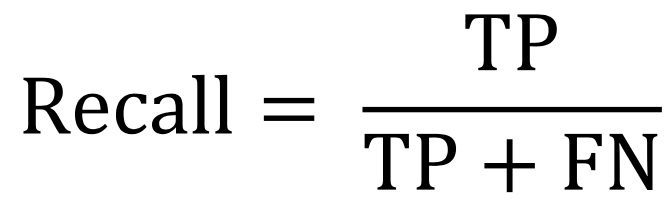 Recall = TP / TP + FN